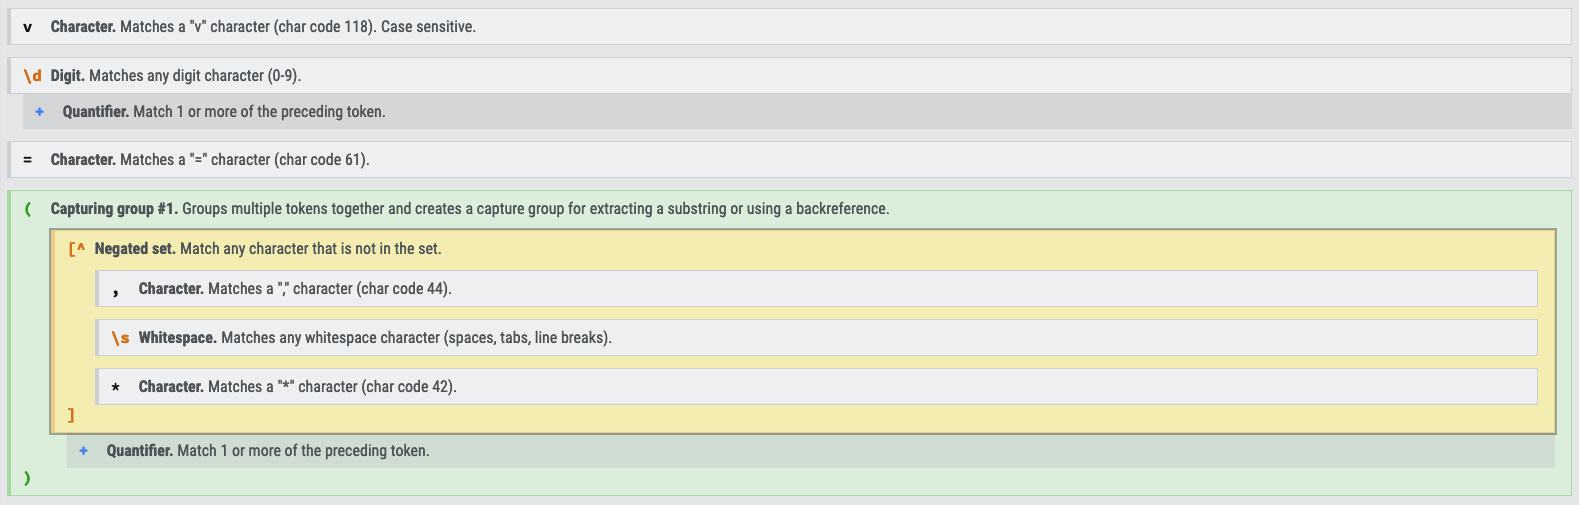 v Character. Matches a "v" character (char code 118). Case sensitive.
\d Digit. Matches any digit character (0-9).
+ Quantifier. Match 1 or more of the preceding token.
= Character. Matches a "=" character (char code 61).
( Capturing group #1. Groups multiple tokens together and creates a capture group for extracting a substring or using a backreference.
[^ Negated set. Match any character that is not in the set.
, Character. Matches a "," character (char code 44).
\s Whitespace. Matches any whitespace character (spaces, tabs, line breaks).
* Character. Matches a "*" character (char code 42).
]
+ Quantifier. Match 1 or more of the preceding token.
)